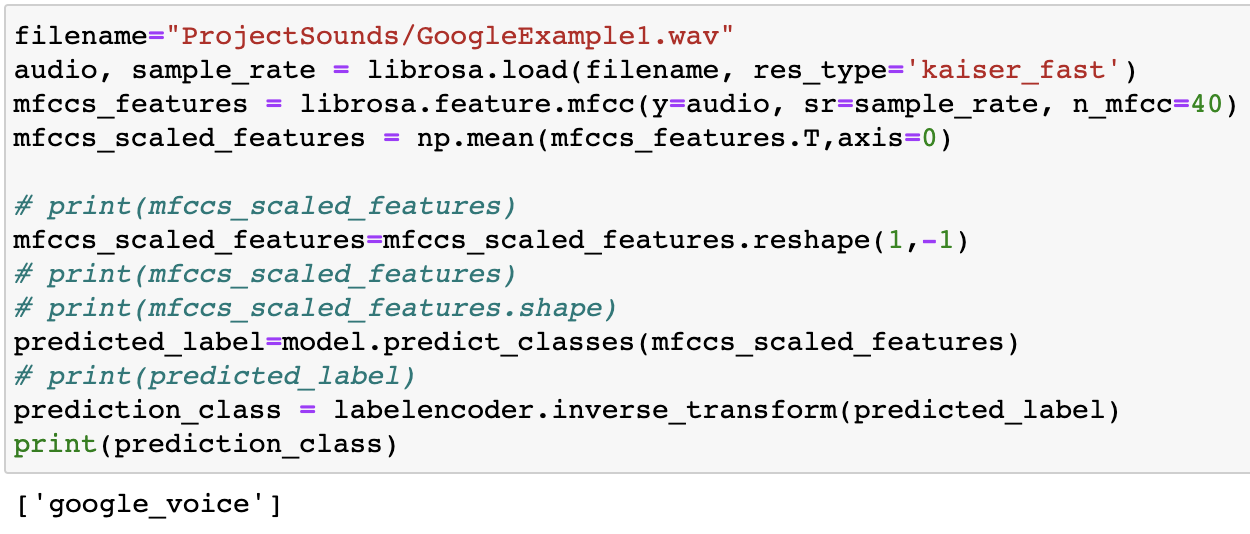 filename="ProjectSounds/GoogleExample1.wav"
audio, sample_rate = librosa.load(filename, res_type='kaiser_fast')
mfccs_features = librosa.feature.mfcc(y=audio, sr=sample_rate, n_mfcc=40)
mfccs_scaled_features = np.mean(mfccs_features.T,axis=0)

# print(mfccs_scaled_features)
mfccs_scaled_features=mfccs_scaled_features.reshape(1,-1)
# print(mfccs_scaled_features)
# print(mfccs_scaled_features.shape)
predicted_label=model.predict_classes(mfccs_scaled_features)
# print(predicted_label)
prediction_class = labelencoder.inverse_transform(predicted_label)
print(prediction_class)
['google_voice']